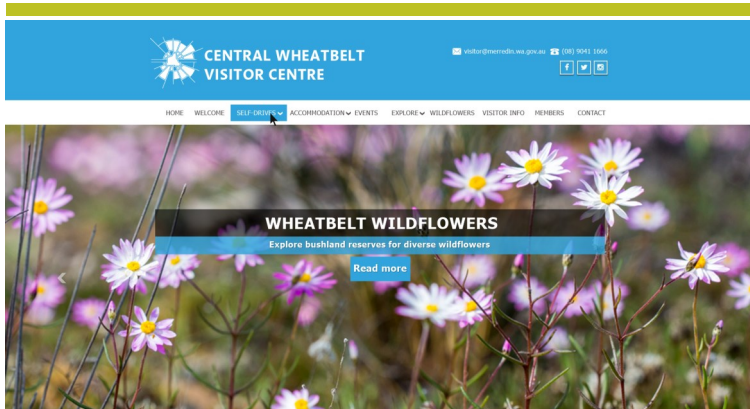 CENTRAL WHEATBELT
VISITOR CENTRE
visitor@merredin.wa.gov.au (08) 9041 1666
HOME WELCOME SELF-DRIVES ACCOMMODATION EVENTS EXPLORE WILDFLOWERS VISITOR INFO MEMBERS CONTACT
WHEATBELT WILDFLOWERS
Explore bushland reserves for diverse wildflowers
Read more